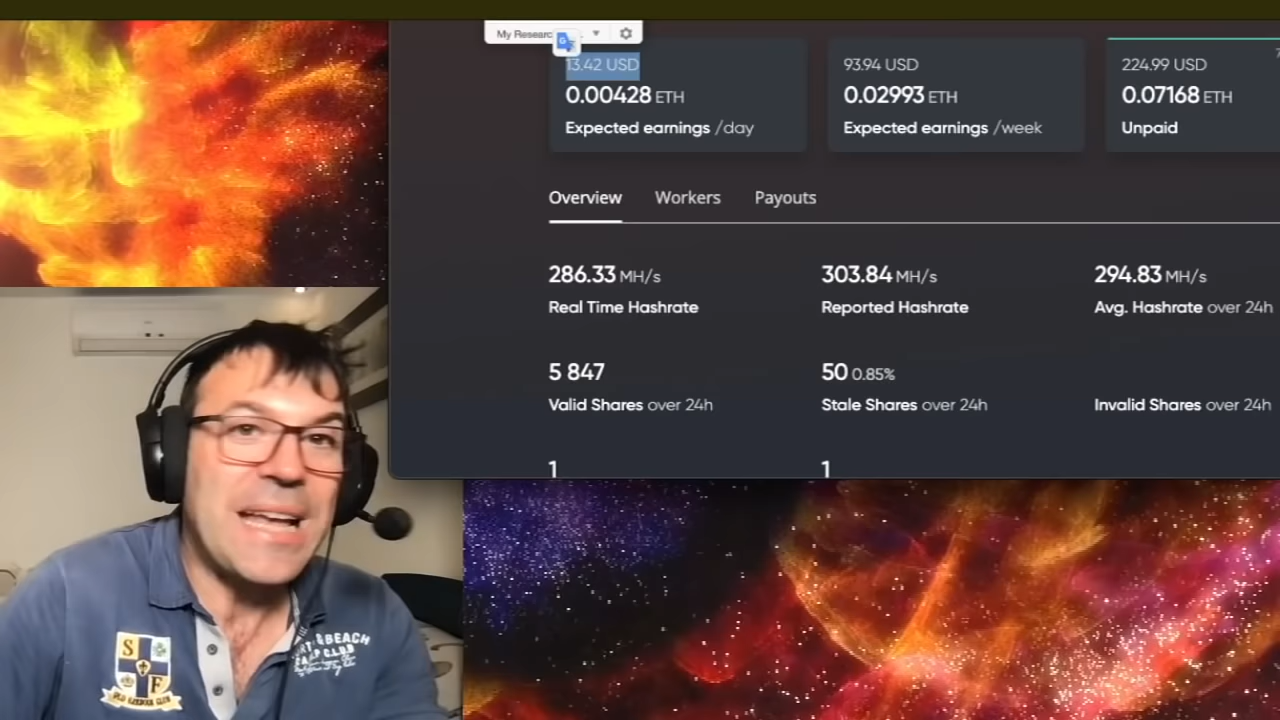 My Researc
13.42 USD
93.94 USD
224.99 USD
0.00428 ETH
0.02993 ETH
0.07168 ETH
Expected earnings /day
Expected earnings /week
Unpaid
Overview
Workers
Payouts
286.33 MH/s
303.84 MH/s
294.83 MH/s
Real Time Hashrate
Reported Hashrate
Avg. Hashrate over 24h
5 847
50 0.85%
Valid Shares over 24h
Stale Shares over 24h
Invalid Shares over 24h
1
1
S
F
BEACH